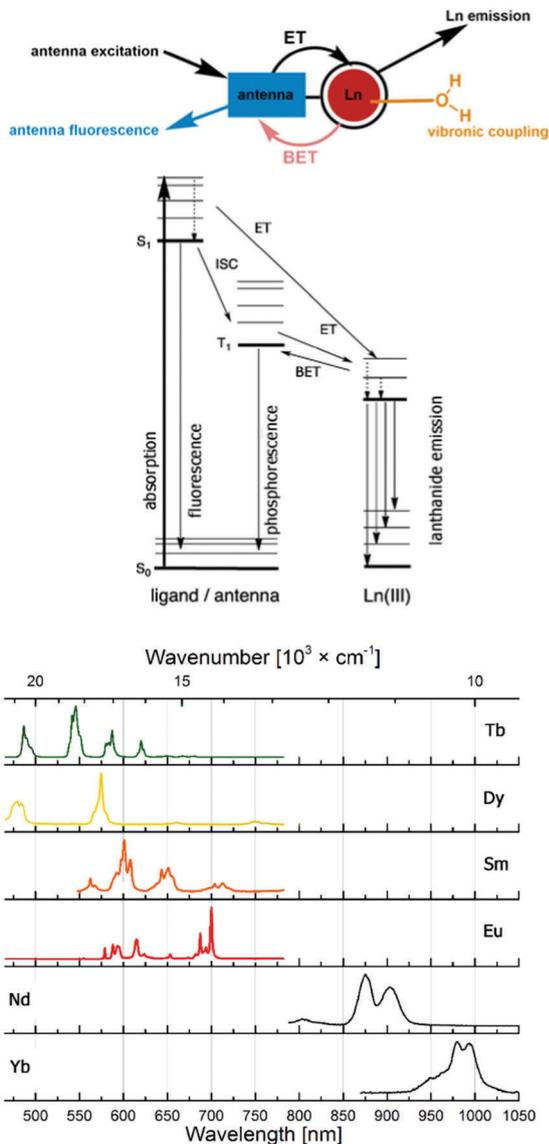 Ln emission
ET
antenna excitation
antenna
Ln
H
O
H
antenna fluorescence
vibronic coupling
BET
ET
S1
ISC
ET
T1
BET
absorption
fluorescence
phosphorescence
lanthanide emission
S0
ligand / antenna
Ln(III)
Wavenumber [10³ × cm⁻¹]
20 15 10
Tb
Dy
Sm
Eu
Nd
Yb
500 550 600 650 700 750 800 850 900 950 1000 1050
Wavelength [nm]